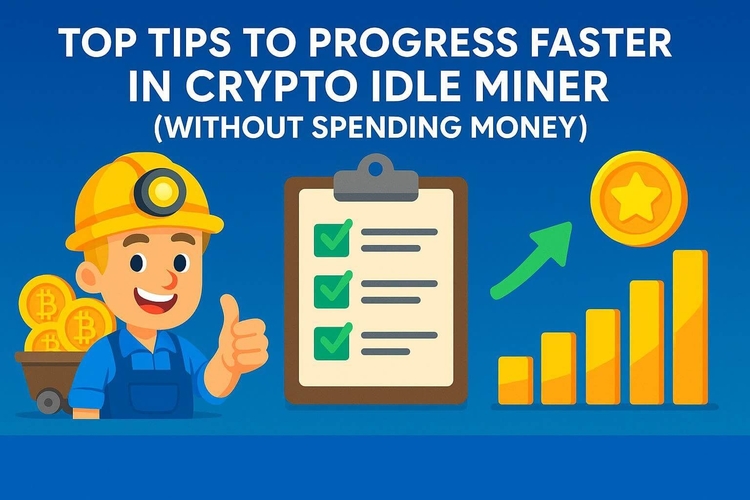 TOP TIPS TO PROGRESS FASTER
IN CRYPTO IDLE MINER
(WITHOUT SPENDING MONEY)